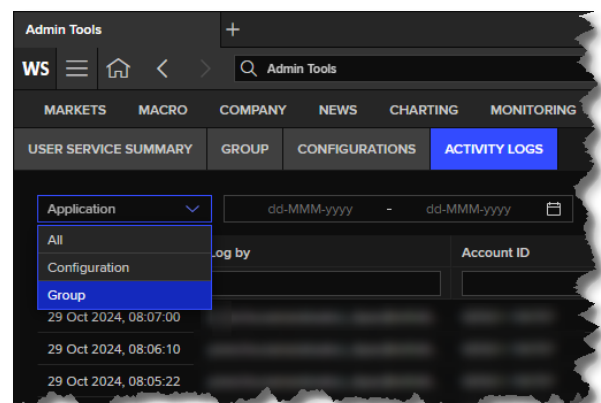 Admin Tools
+
WS
Admin Tools
MARKETS MACRO COMPANY NEWS CHARTING MONITORING
USER SERVICE SUMMARY GROUP CONFIGURATIONS ACTIVITY LOGS
Application dd-MMM-yyyy - dd-MMM-yyyy
All
Log by Account ID
Configuration
Group
29 Oct 2024, 08:07:00
29 Oct 2024, 08:06:10
29 Oct 2024, 08:05:22